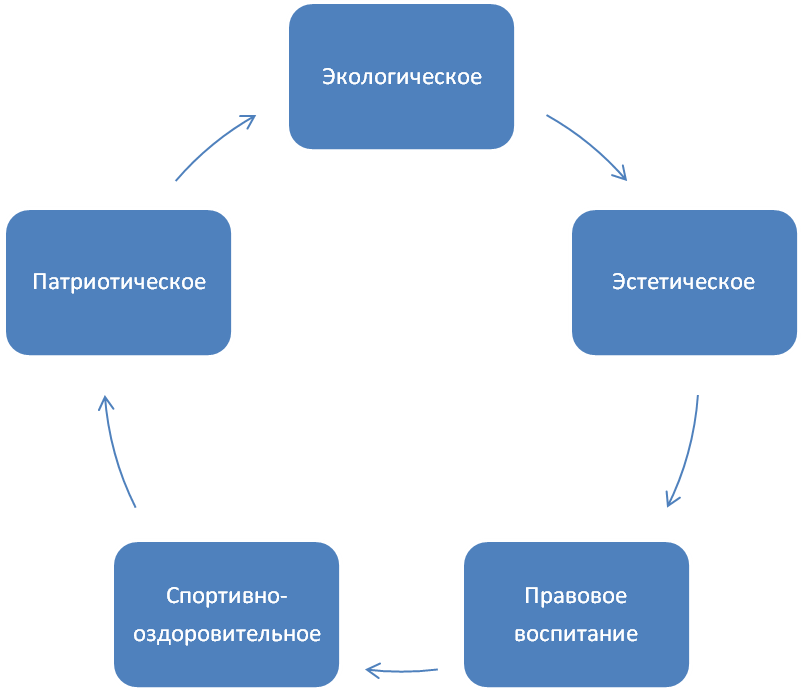 Экологическое
Патриотическое
Эстетическое
Спортивно-
оздоровительное
Правовое
воспитание